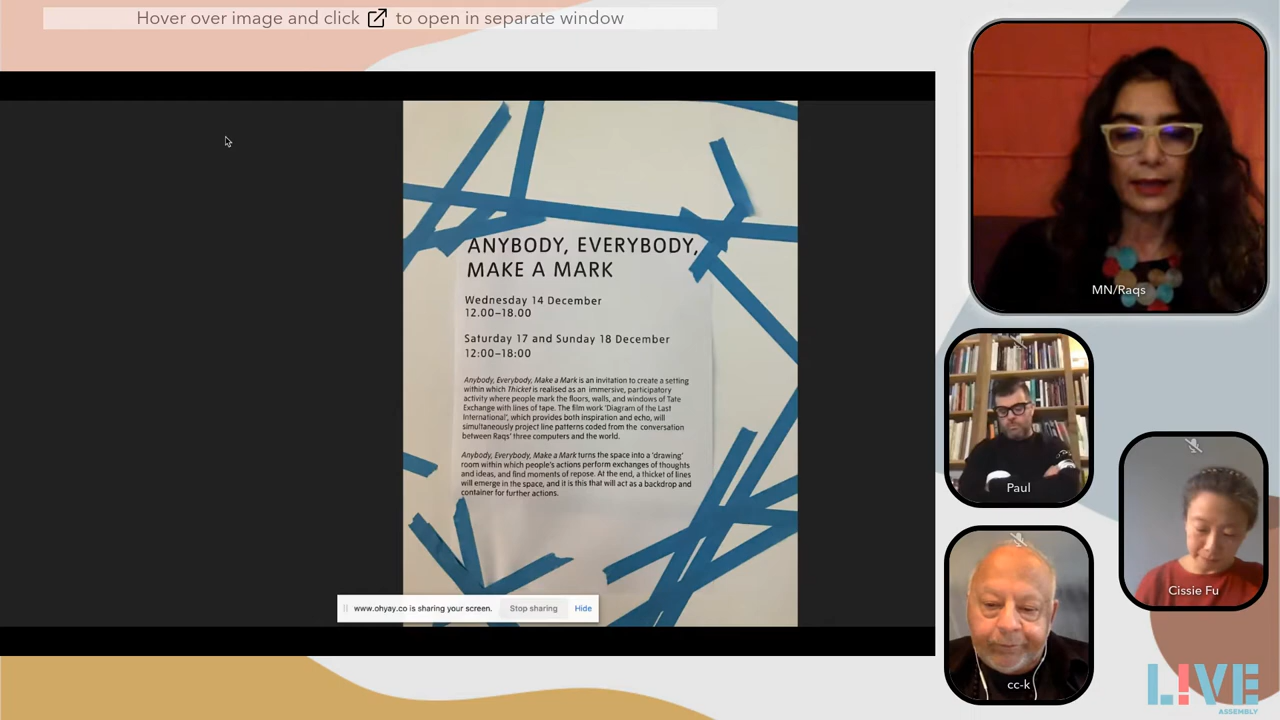 Hover over image and click to open in separate window
ANYBODY, EVERYBODY,
MAKE A MARK
Wednesday 14 December
12.00–18.00
Saturday 17 and Sunday 18 December
12:00–18:00
Anybody, Everybody, Make a Mark is an invitation to create a setting
within which Thicket is realised as an immersive, participatory
activity where people mark the floors, walls, and windows of Tate
Exchange with lines of tape. The film work 'Diagram of the Last
International', which provides both inspiration and echo, will
simultaneously project line patterns coded from the conversation
between Raqs' three computers and the world.
Anybody, Everybody, Make a Mark turns the space into a 'drawing'
room within which people's actions perform exchanges of thoughts
and ideas, and find moments of repose. At the end, a thicket of lines
will emerge in the space, and it is this that will act as a backdrop and
container for further actions.
www.ohyay.co is sharing your screen.
Stop sharing
Hide
MN/Raqs
Paul
Cissie Fu
cc-k
L!VE
ASSEMBLY